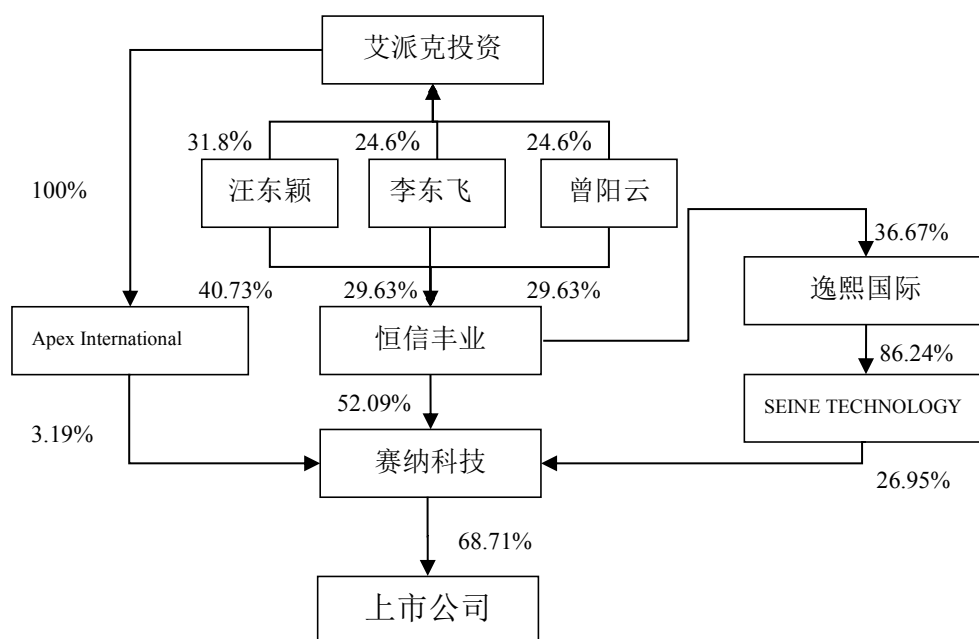 艾派克投资
31.8%
24.6%
24.6%
汪东颖
李东飞
曾阳云
100%
36.67%
40.73%
29.63%
29.63%
逸熙国际
Apex International
恒信丰业
86.24%
52.09%
SEINE TECHNOLOGY
3.19%
赛纳科技
26.95%
68.71%
上市公司